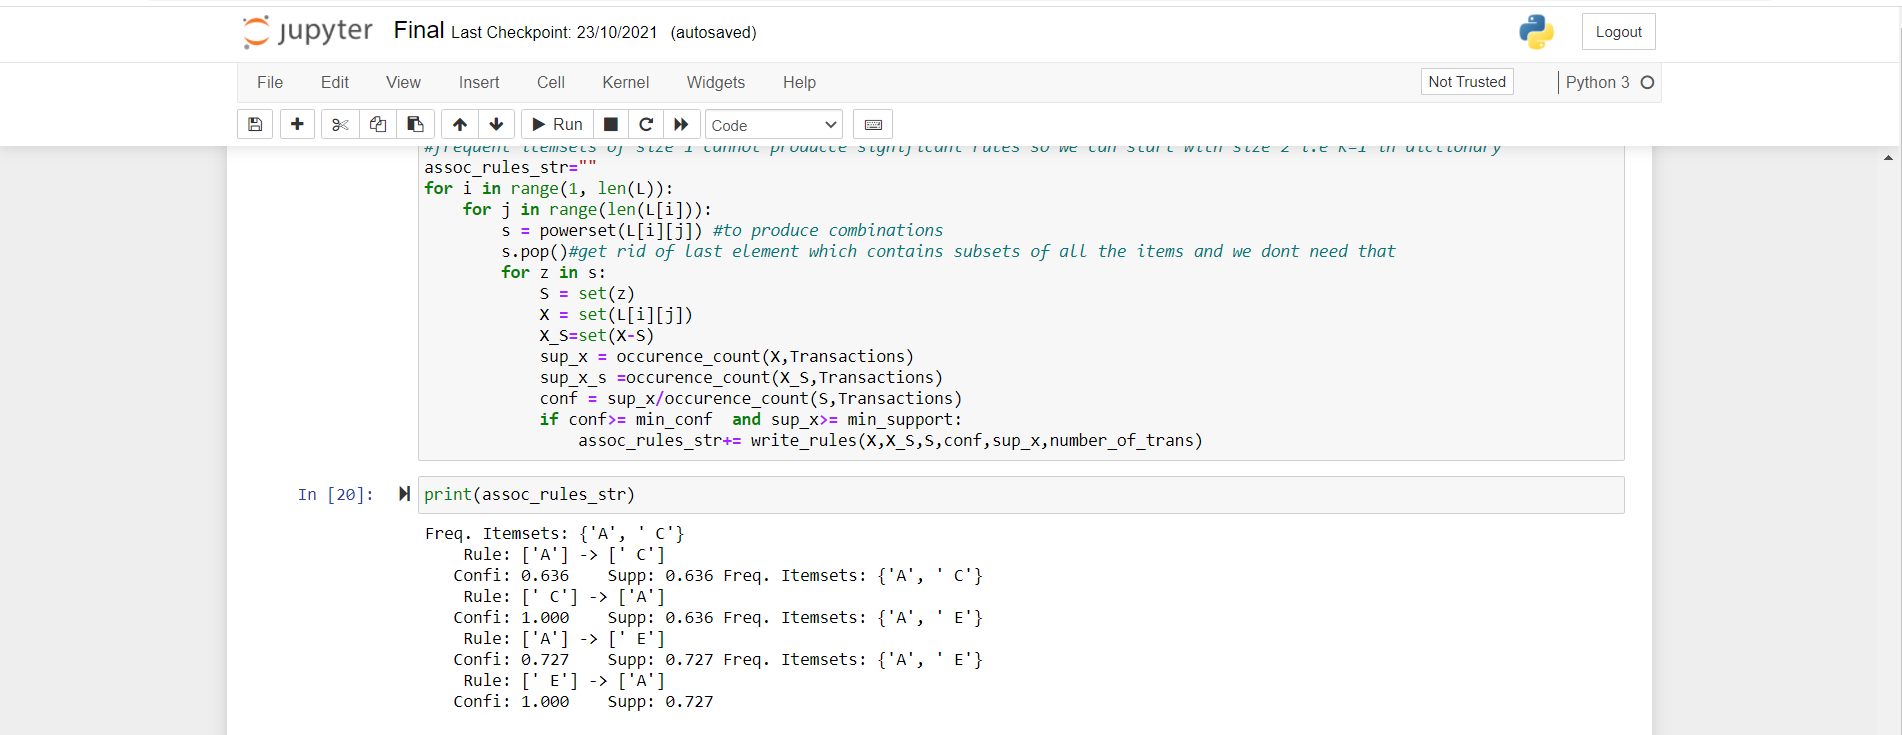 jupyter Final Last Checkpoint: 23/10/2021 (autosaved) Logout
File Edit View Insert Cell Kernel Widgets Help Not Trusted Python 3
Run Code
#frequent itemsets of size 1 cannot producce significant rules so we can start with size 2 i.e k=1 in dictionary
assoc_rules_str=""
for i in range(1, len(L)):
    for j in range(len(L[i])):
        s = powerset(L[i][j]) #to produce combinations
        s.pop()#get rid of last element which contains subsets of all the items and we dont need that
        for z in s:
            S = set(z)
            X = set(L[i][j])
            X_S=set(X-S)
            sup_x = occurence_count(X,Transactions)
            sup_x_s =occurence_count(X_S,Transactions)
            conf = sup_x/occurence_count(S,Transactions)
            if conf>= min_conf  and sup_x>= min_support:
                assoc_rules_str+= write_rules(X,X_S,S,conf,sup_x,number_of_trans)
In [20]: print(assoc_rules_str)
Freq. Itemsets: {'A', ' C'}
    Rule: ['A'] -> [' C']
   Confi: 0.636    Supp: 0.636 Freq. Itemsets: {'A', ' C'}
    Rule: [' C'] -> ['A']
   Confi: 1.000    Supp: 0.636 Freq. Itemsets: {'A', ' E'}
    Rule: ['A'] -> [' E']
   Confi: 0.727    Supp: 0.727 Freq. Itemsets: {'A', ' E'}
    Rule: [' E'] -> ['A']
   Confi: 1.000    Supp: 0.727